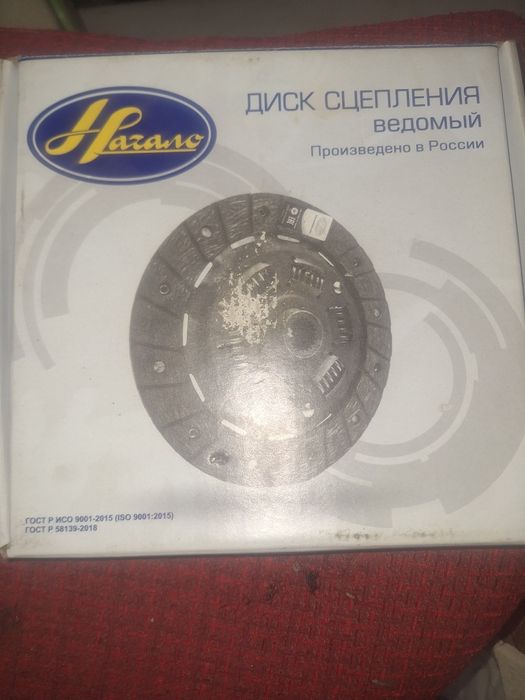 Начало
ДИСК СЦЕПЛЕНИЯ
ведомый
Произведено в России
ГОСТ Р ИСО 9001-2015 (ISO 9001:2015)
ГОСТ Р 58139-2018